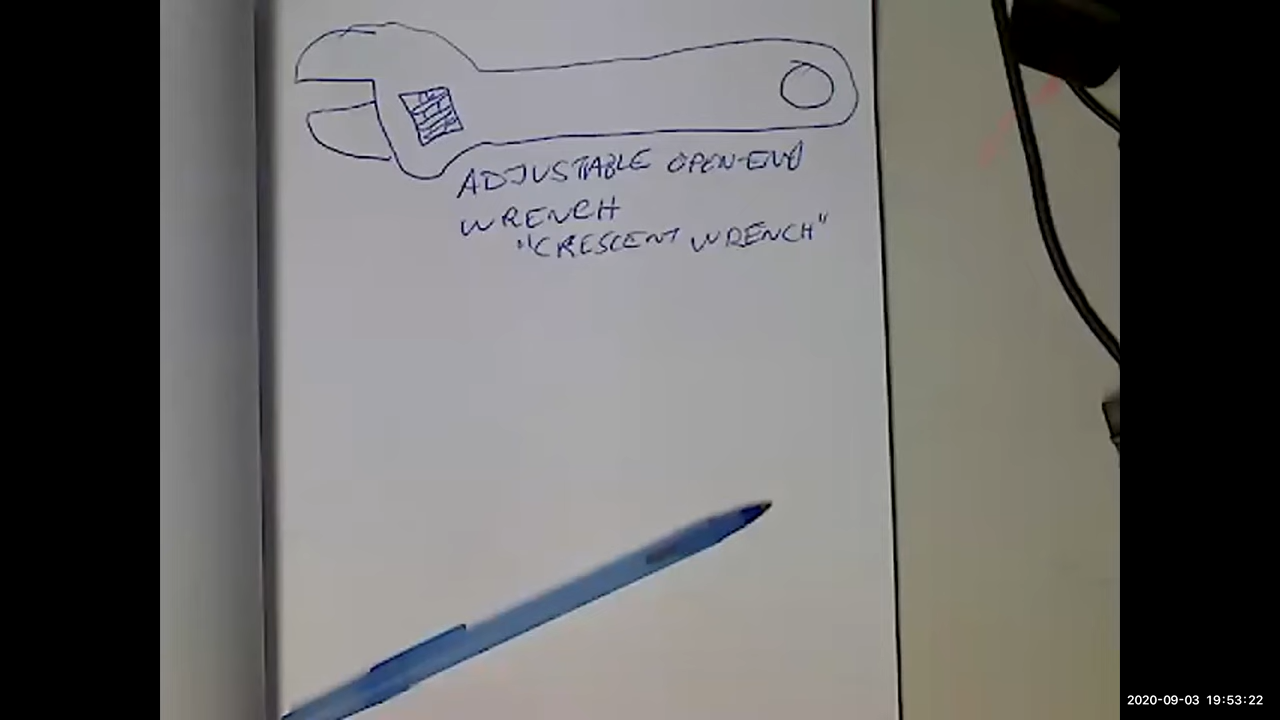 ADJUSTABLE OPEN-END
WRENCH
"CRESCENT WRENCH"
2020-09-03 19:53:22